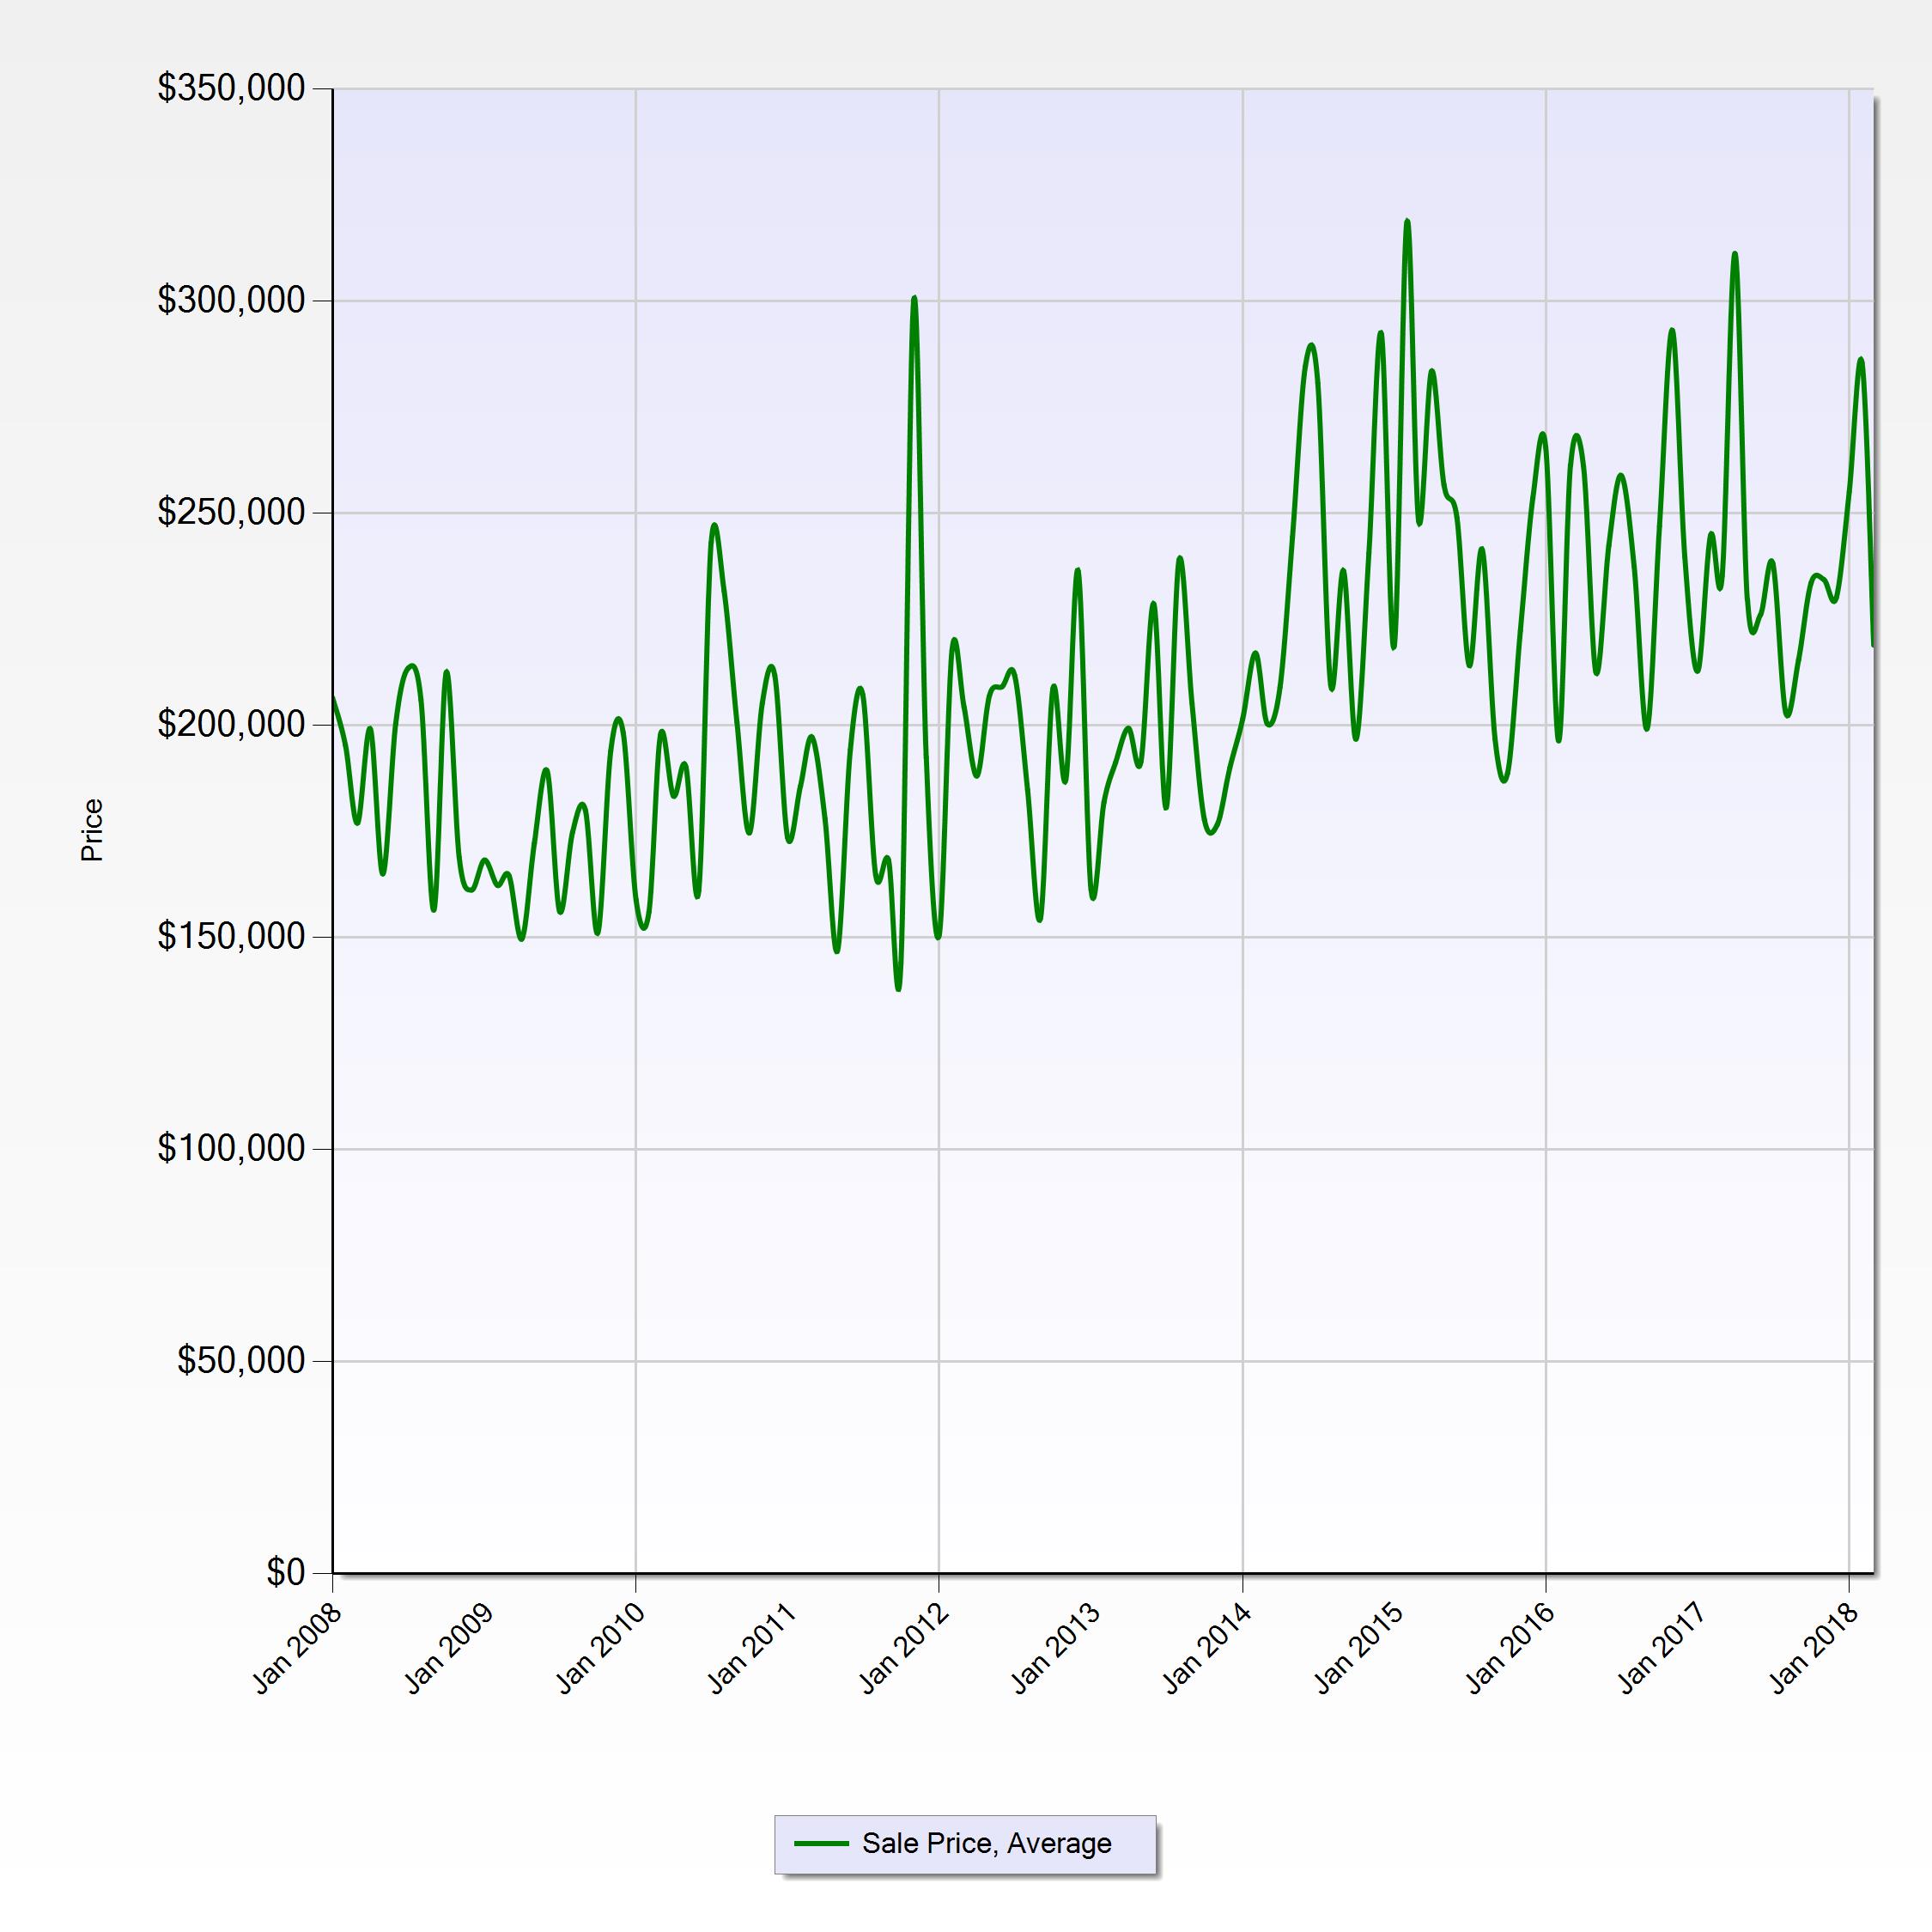 $350,000
$300,000
$250,000
$200,000
$150,000
$100,000
$50,000
$0
Price
Jan 2008
Jan 2009
Jan 2010
Jan 2011
Jan 2012
Jan 2013
Jan 2014
Jan 2015
Jan 2016
Jan 2017
Jan 2018
Sale Price, Average